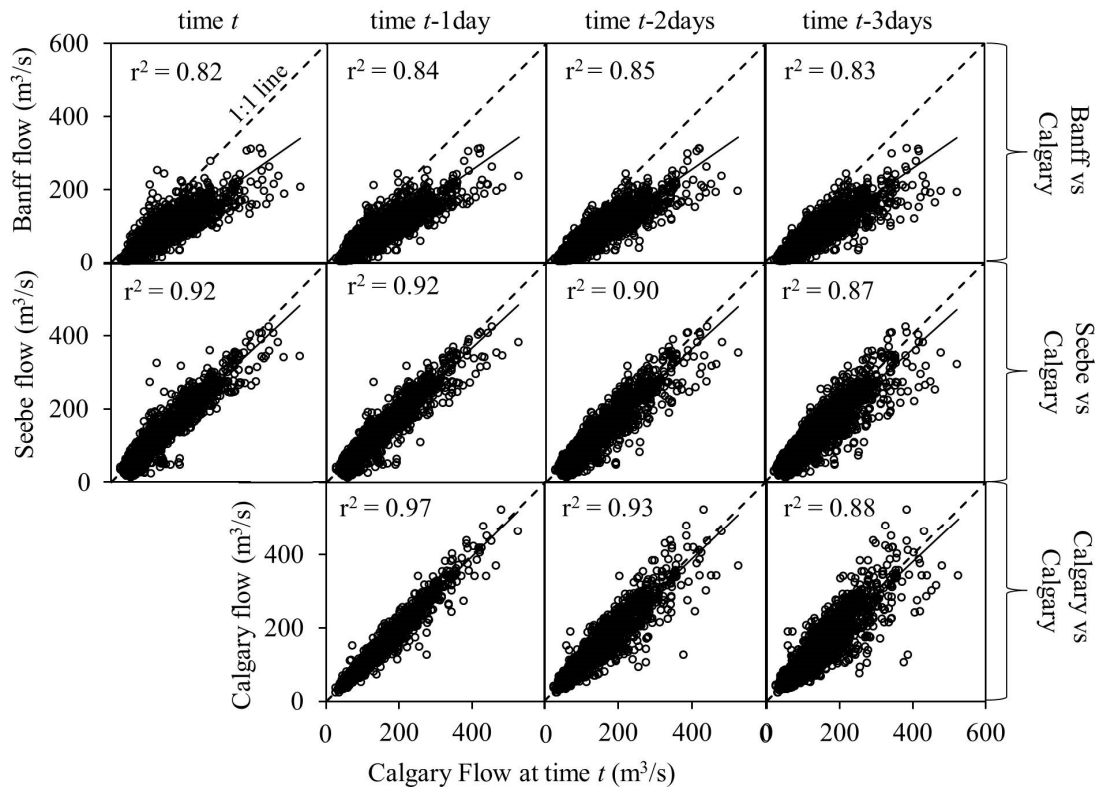 time t
time t-1day
time t-2days
time t-3days
600
400
200
0
Banff flow (m³/s)
r² = 0.82
1:1 line
r² = 0.84
r² = 0.85
r² = 0.83
Banff vs
Calgary
400
200
0
Seebe flow (m³/s)
r² = 0.92
r² = 0.92
r² = 0.90
r² = 0.87
Seebe vs
Calgary
400
200
0
Calgary flow (m³/s)
r² = 0.97
r² = 0.93
r² = 0.88
Calgary vs
Calgary
0 200 400 0 200 400 0 200 400 600
Calgary Flow at time t (m³/s)